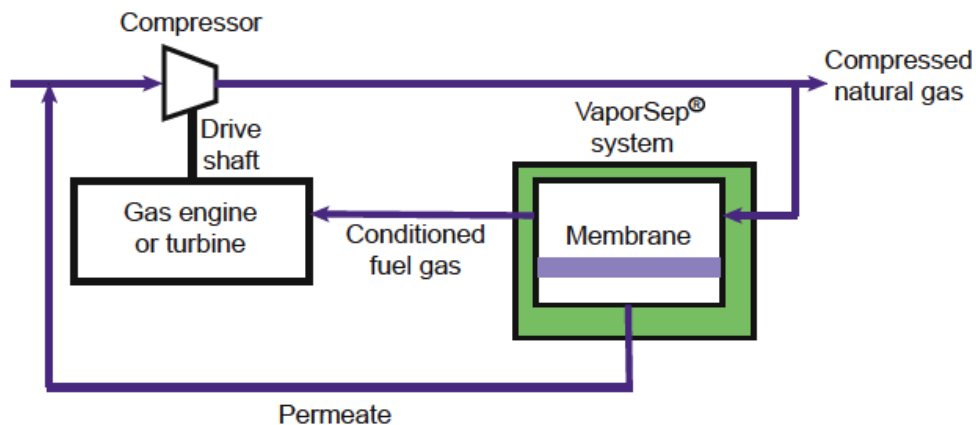 Compressor
Compressed
natural gas
VaporSep®
system
Drive
shaft
Gas engine
or turbine
Conditioned
fuel gas
Membrane
Permeate